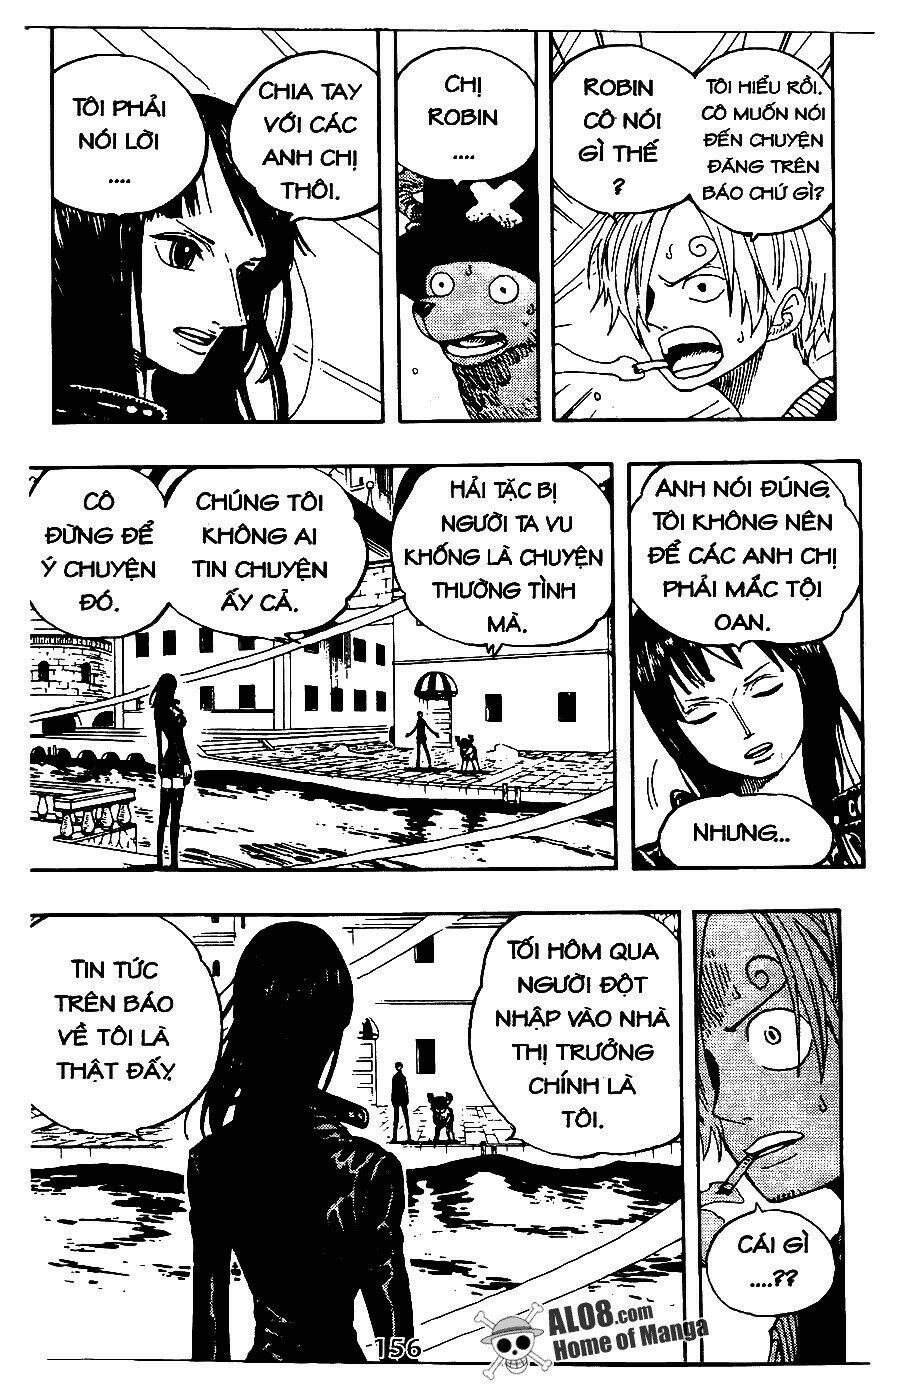 TÔI PHẢI
NÓI LỜI
....
CHIA TAY
VỚI CÁC
ANH CHỊ
THÔI.
CHỊ
ROBIN
....
ROBIN
CÔ NÓI
GÌ THẾ
?
TÔI HIỂU RỒI.
CÔ MUỐN NÓI
ĐẾN CHUYỆN
ĐĂNG TRÊN
BÁO CHỨ GÌ?
CÔ
ĐỪNG ĐỂ
Ý CHUYỆN
ĐÓ.
CHÚNG TÔI
KHÔNG AI
TIN CHUYỆN
ẤY CẢ.
HẢI TẶC BỊ
NGƯỜI TA VU
KHỐNG LÀ CHUYỆN
THƯỜNG TÌNH
MÀ.
ANH NÓI ĐÚNG.
TÔI KHÔNG NÊN
ĐỂ CÁC ANH CHỊ
PHẢI MẮC TỘI
OAN.
NHƯNG...
TIN TỨC
TRÊN BÁO
VỀ TÔI LÀ
THẬT ĐẤY.
TỐI HÔM QUA
NGƯỜI ĐỘT
NHẬP VÀO NHÀ
THỊ TRƯỞNG
CHÍNH LÀ
TÔI.
CÁI GÌ
....??
156
ALO8.com
Home of Manga